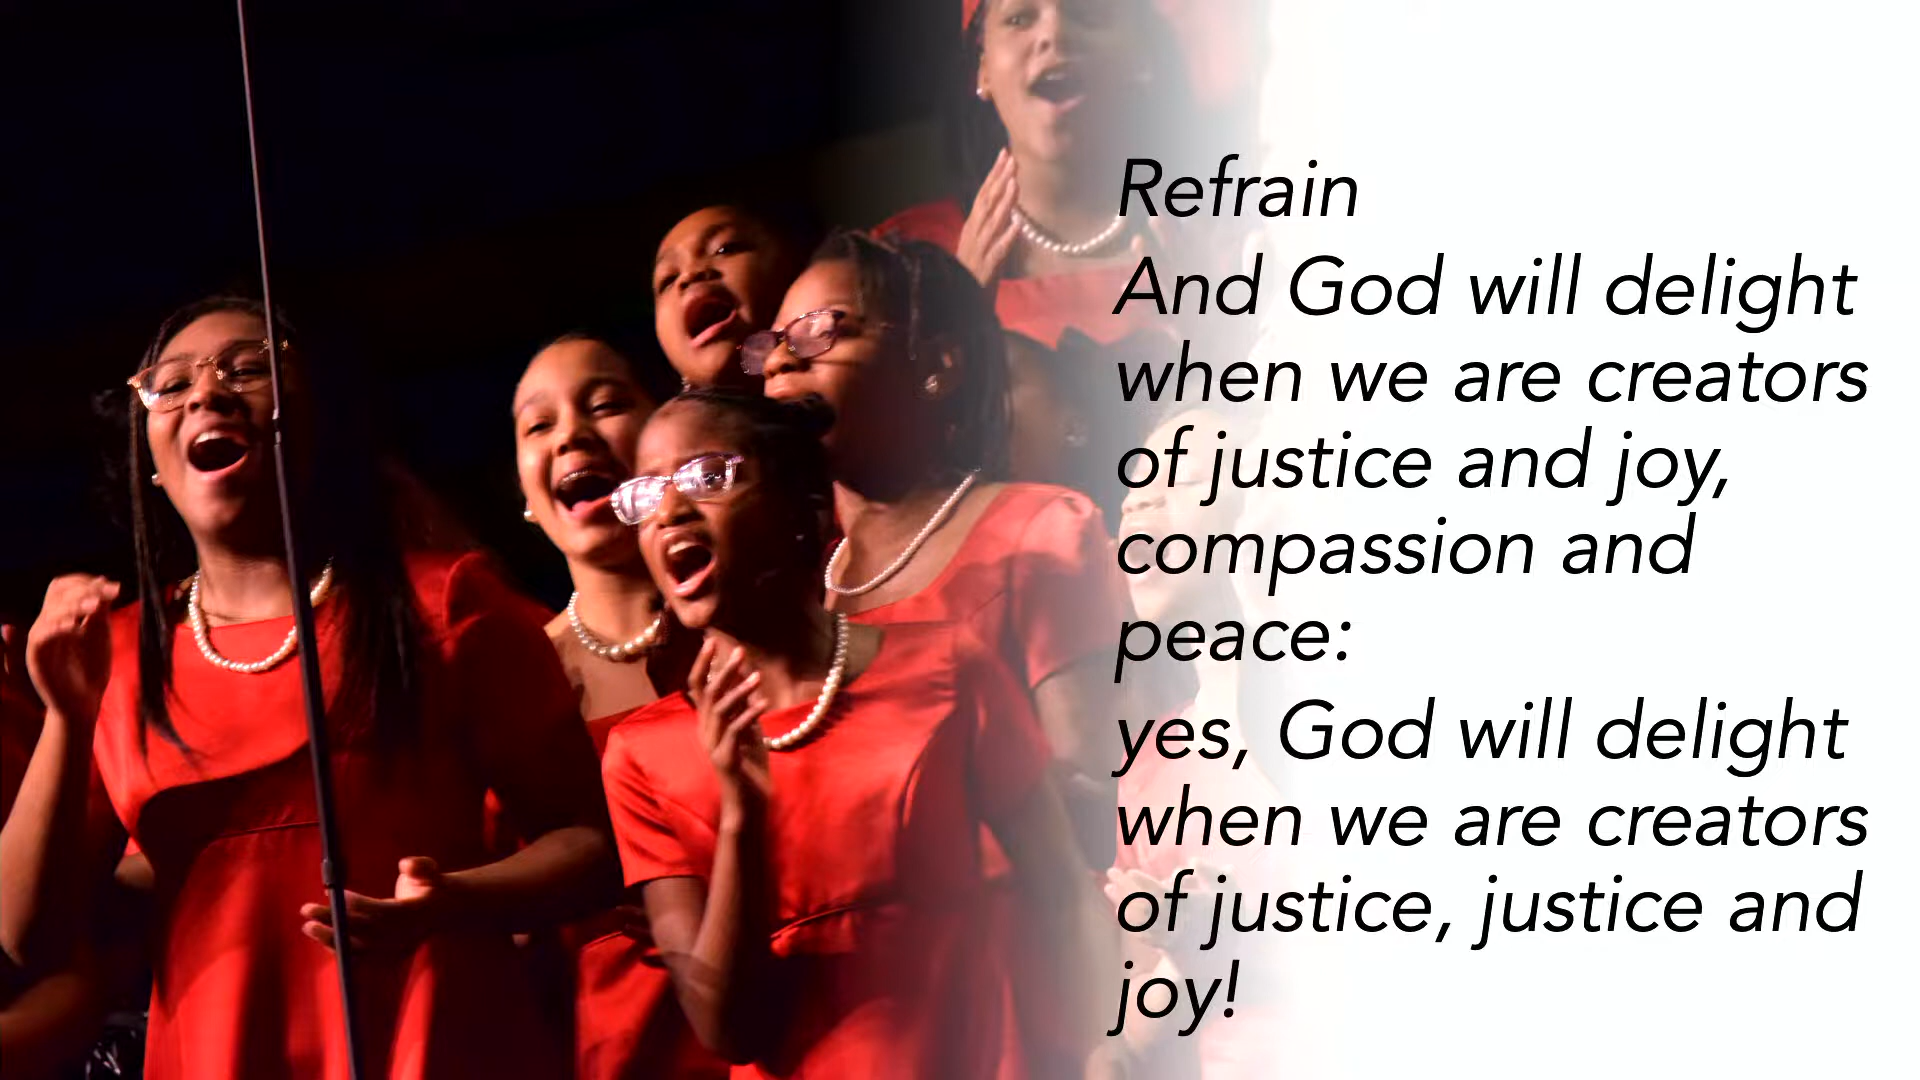 Refrain
And God will delight
when we are creators
of justice and joy,
compassion and
peace:
yes, God will delight
when we are creators
of justice, justice and
joy!